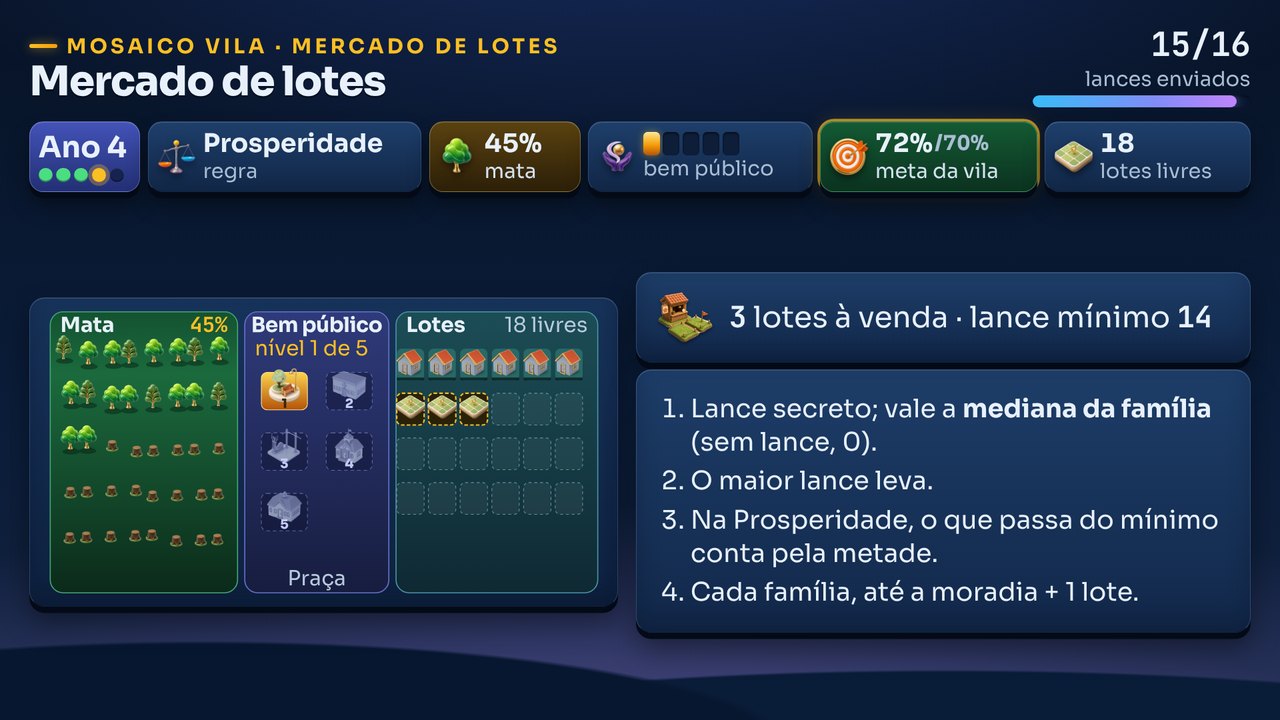 MOSAICO VILA · MERCADO DE LOTES
Mercado de lotes
15/16
lances enviados
Ano 4
Prosperidade
regra
45%
mata
bem público
72%/70%
meta da vila
18
lotes livres
Mata 45%
Bem público
nível 1 de 5
1
2
3
4
5
Praça
Lotes 18 livres
3 lotes à venda · lance mínimo 14
1. Lance secreto; vale a mediana da família
(sem lance, 0).
2. O maior lance leva.
3. Na Prosperidade, o que passa do mínimo
conta pela metade.
4. Cada família, até a moradia + 1 lote.